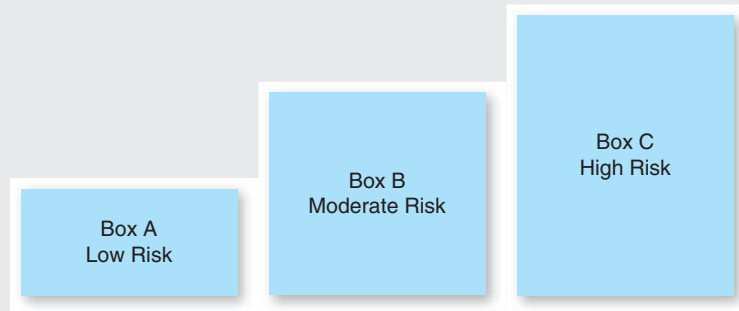 Box A
Low Risk
Box B
Moderate Risk
Box C
High Risk